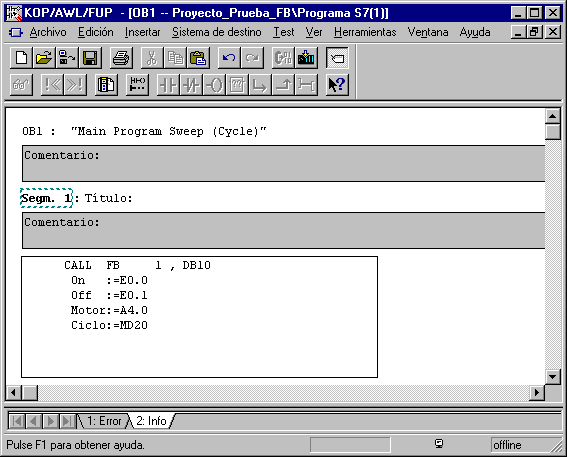 KOP/AWL/FUP - [OB1 -- Proyecto_Prueba_FB\Programa S7(1)]
Archivo Edición Insertar Sistema de destino Test Ver Herramientas Ventana Ayuda
OB1 : "Main Program Sweep (Cycle)"
Comentario:
Segm. 1: Título:
Comentario:
CALL FB 1 , DB10
On :=E0.0
Off :=E0.1
Motor:=A4.0
Ciclo:=MD20
1: Error 2: Info
Pulse F1 para obtener ayuda. offline